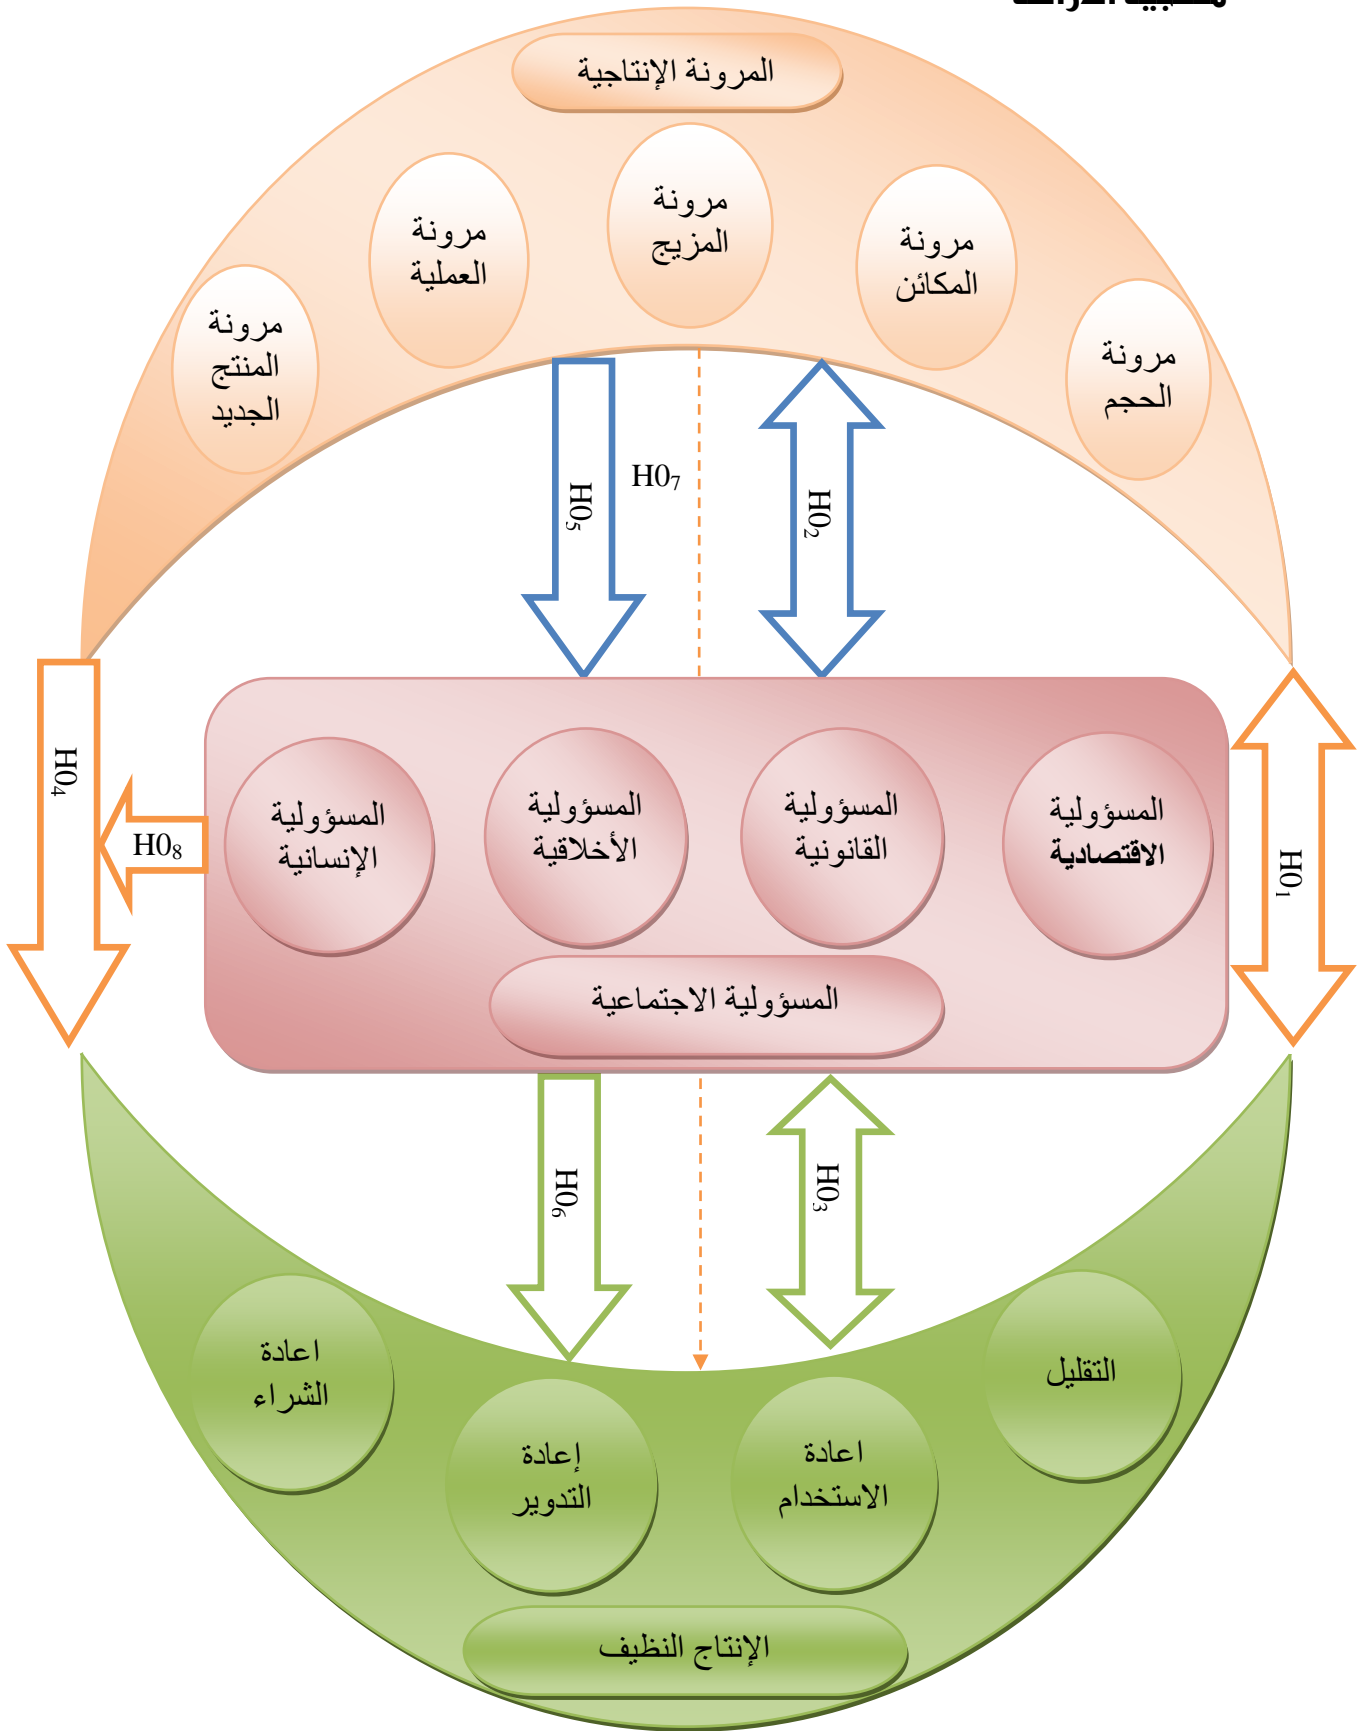 المرونة الإنتاجية
مرونة
الحجم
مرونة
المكائن
مرونة
المزيج
مرونة
العملية
مرونة
المنتج
الجديد
H0₂
H0₇
H0₅
H0₁
H0₄
H0₈
المسؤولية
الاقتصادية
المسؤولية
القانونية
المسؤولية
الأخلاقية
المسؤولية
الإنسانية
المسؤولية الاجتماعية
H0₃
H0₆
التقليل
اعادة
الاستخدام
إعادة
التدوير
اعادة
الشراء
الإنتاج النظيف